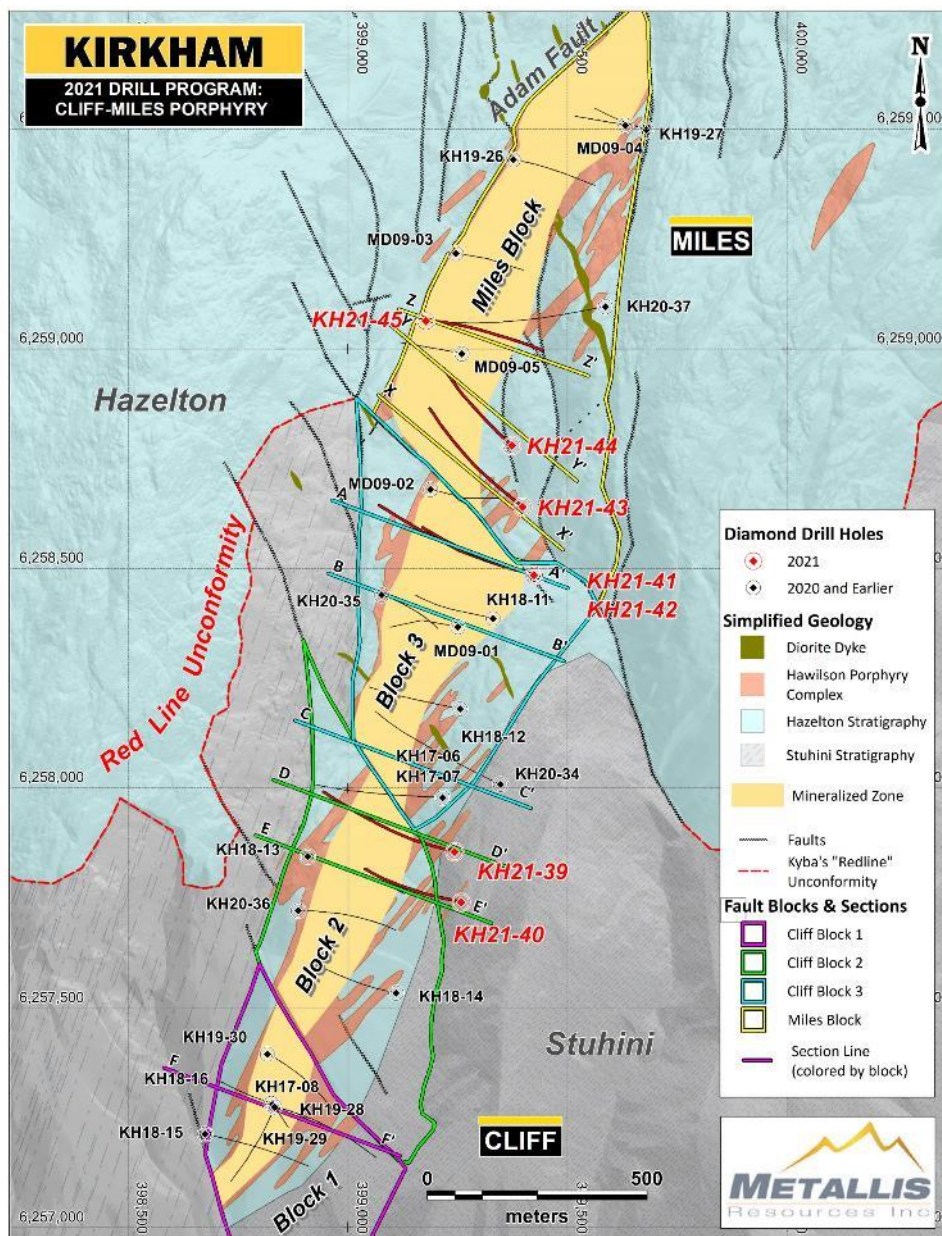 KIRKHAM
2021 DRILL PROGRAM:
CLIFF-MILES PORPHYRY
399,000
400,000
N
Adam Fault
KH19-27
MD09-04
KH19-26
Miles Block
MILES
MD09-03
KH20-37
Z
KH21-45
Y
6,259,000
6,259,000
MD09-05
Z'
Hazelton
X
KH21-44
Y'
MD09-02
KH21-43
A
X'
6,258,500
A'
KH21-41
B
KH21-42
KH20-35
KH18-11
MD09-01
B'
Block 3
Red Line Unconformity
C
KH18-12
KH17-06
KH17-07
KH20-34
6,258,000
C'
D
E
KH18-13
D'
KH21-39
KH20-36
E'
KH21-40
Block 2
KH18-14
6,257,500
Stuhini
KH19-30
F
KH18-16
KH17-08
KH19-28
KH18-15
KH19-29
F'
CLIFF
Block 1
0
500
meters
6,257,000
398,500
399,000
399,500
Diamond Drill Holes
2021
2020 and Earlier
Simplified Geology
Diorite Dyke
Hawilson Porphyry
Complex
Hazelton Stratigraphy
Stuhini Stratigraphy
Mineralized Zone
Faults
Kyba's "Redline"
Unconformity
Fault Blocks & Sections
Cliff Block 1
Cliff Block 2
Cliff Block 3
Miles Block
Section Line
(colored by block)
METALLIS
Resources Inc